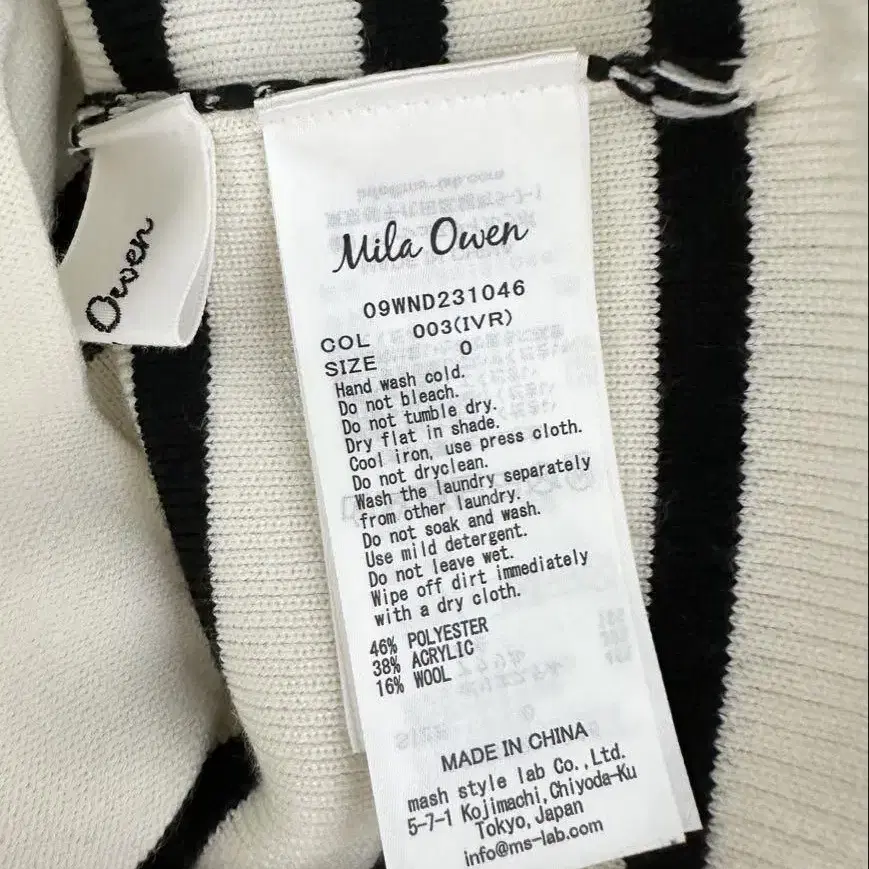 Owen
Mila Owen
09WND231046
COL 003(IVR)
SIZE 0
Hand wash cold.
Do not bleach.
Do not tumble dry.
Dry flat in shade.
Cool iron, use press cloth.
Do not dryclean.
Wash the laundry separately
from other laundry.
Do not soak and wash.
Use mild detergent.
Do not leave wet.
Wipe off dirt immediately
with a dry cloth.
46% POLYESTER
38% ACRYLIC
16% WOOL
MADE IN CHINA
mash style lab Co.,Ltd.
5-7-1 Kojimachi,Chiyoda-Ku
Tokyo,Japan
info@ms-lab.com